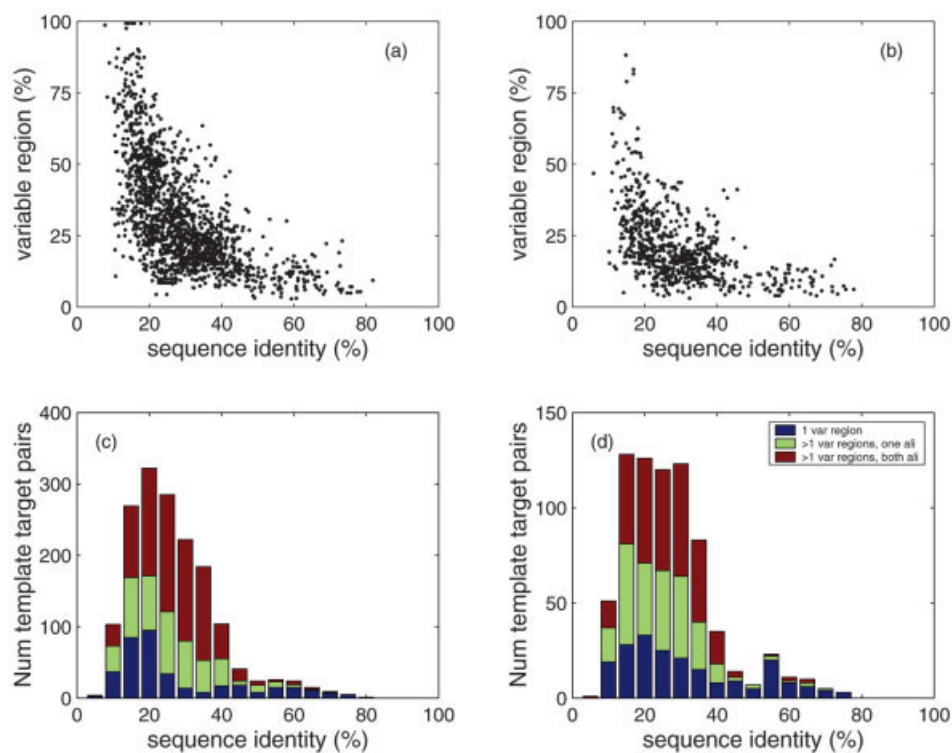 (a)
100
75
50
25
0
variable region (%)
0 20 40 60 80 100
sequence identity (%)
(b)
100
75
50
25
0
variable region (%)
0 20 40 60 80 100
sequence identity (%)
(c)
400
300
200
100
0
Num template target pairs
0 20 40 60 80 100
sequence identity (%)
(d)
1 var region
>1 var regions, one ali
>1 var regions, both ali
150
100
50
0
Num template target pairs
0 20 40 60 80 100
sequence identity (%)